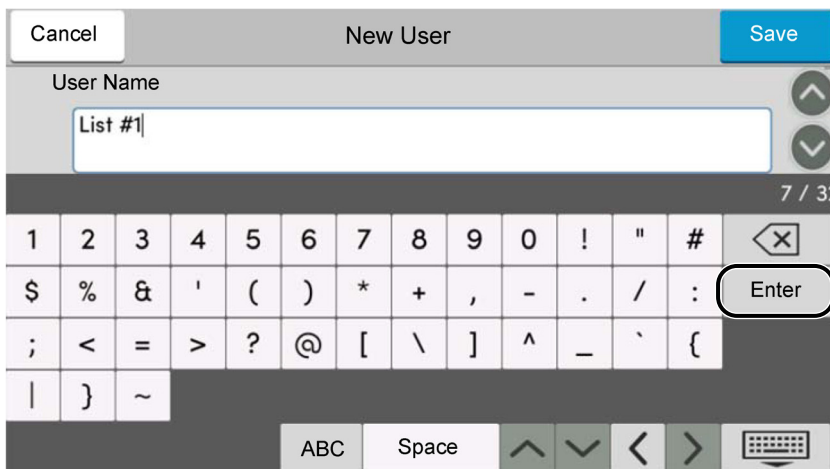 Cancel New User Save
User Name
List #1
7 / 32
1 2 3 4 5 6 7 8 9 0 ! " #
$ % & ' ( ) * + , - . / : Enter
; < = > ? @ [ \ ] ^ _ ` {
| } ~
ABC Space